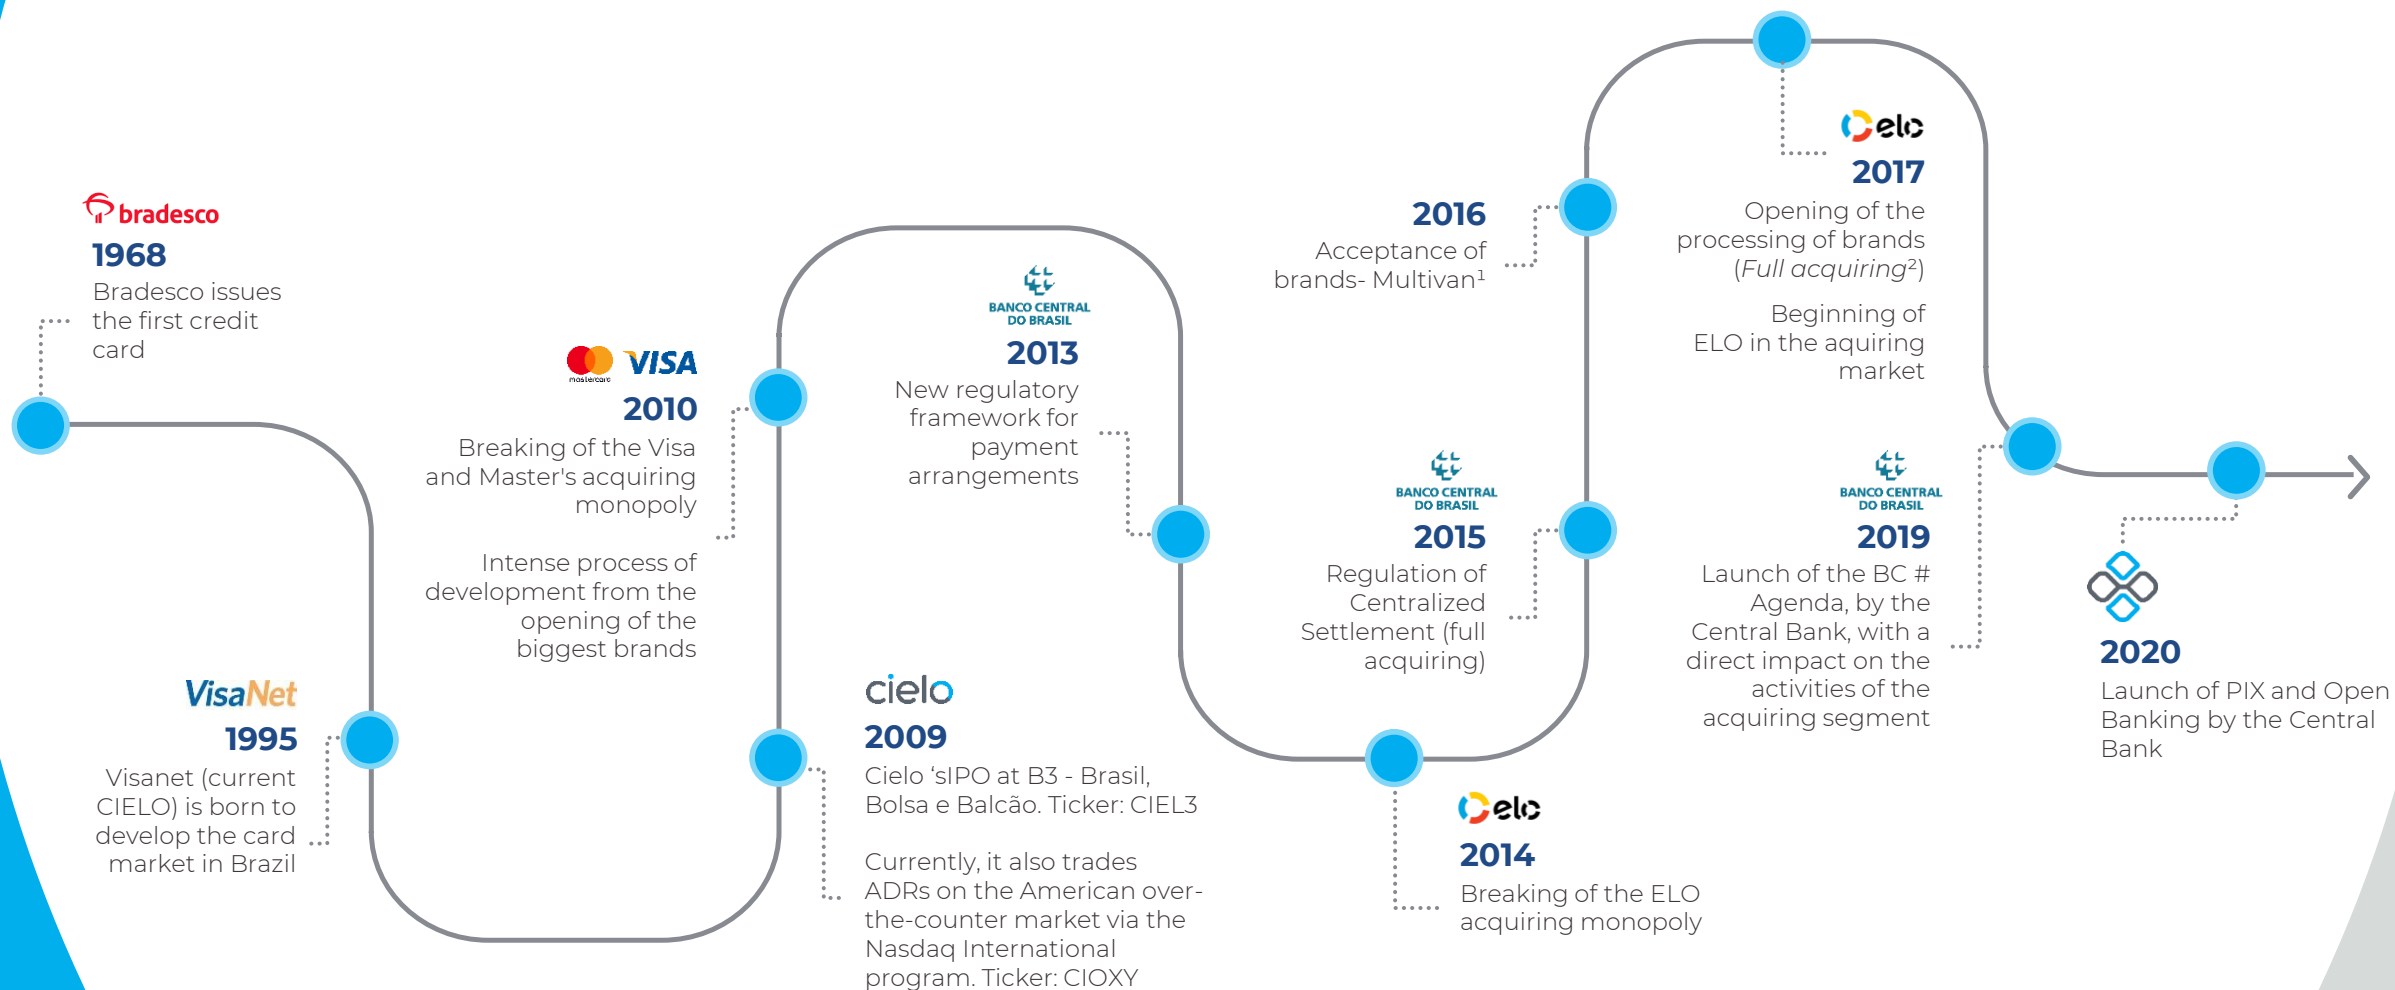 bradesco
1968
Bradesco issues
the first credit
card
VisaNet
1995
Visanet (current
CIELO) is born to
develop the card
market in Brazil
cielo
2009
Cielo ‘sIPO at B3 - Brasil,
Bolsa e Balcão. Ticker: CIEL3
Currently, it also trades
ADRs on the American over-
the-counter market via the
Nasdaq International
program. Ticker: CIOXY
mastercard VISA
2010
Breaking of the Visa
and Master's acquiring
monopoly
Intense process of
development from the
opening of the
biggest brands
BANCO CENTRAL
DO BRASIL
2013
New regulatory
framework for
payment
arrangements
elo
2014
Breaking of the ELO
acquiring monopoly
BANCO CENTRAL
DO BRASIL
2015
Regulation of
Centralized
Settlement (full
acquiring)
2016
Acceptance of
brands- Multivan¹
elo
2017
Opening of the
processing of brands
(Full acquiring²)
Beginning of
ELO in the aquiring
market
BANCO CENTRAL
DO BRASIL
2019
Launch of the BC #
Agenda, by the
Central Bank, with a
direct impact on the
activities of the
acquiring segment
2020
Launch of PIX and Open
Banking by the Central
Bank